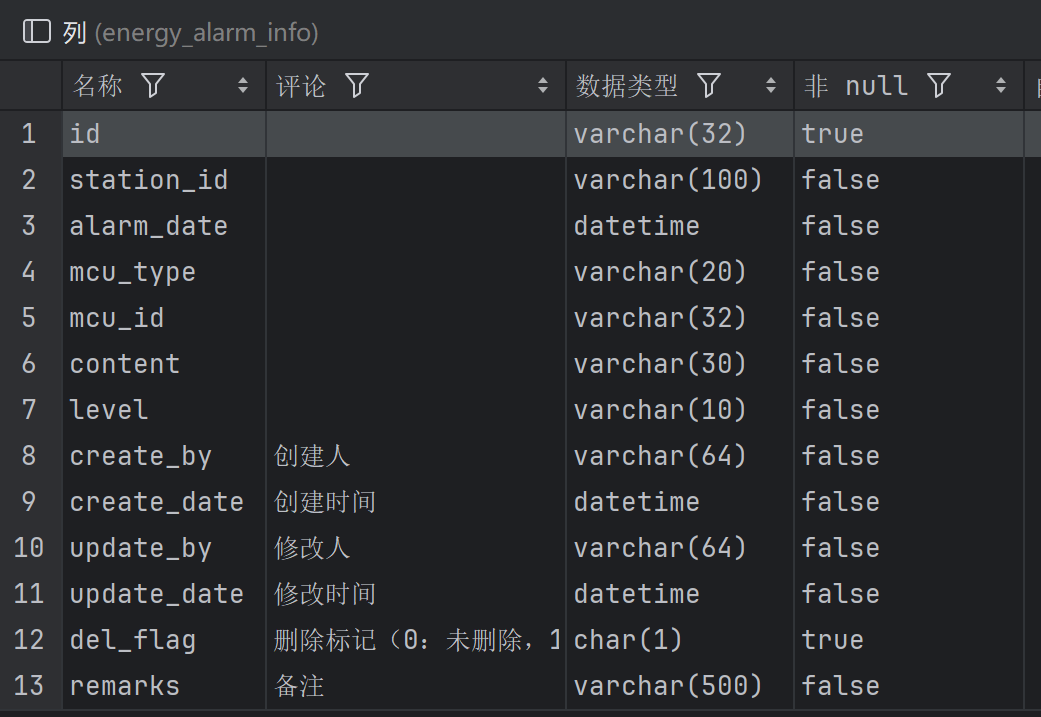 列 (energy_alarm_info)
名称 评论 数据类型 非 null
1 id varchar(32) true
2 station_id varchar(100) false
3 alarm_date datetime false
4 mcu_type varchar(20) false
5 mcu_id varchar(32) false
6 content varchar(30) false
7 level varchar(10) false
8 create_by 创建人 varchar(64) false
9 create_date 创建时间 datetime false
10 update_by 修改人 varchar(64) false
11 update_date 修改时间 datetime false
12 del_flag 删除标记（0：未删除，1 char(1) true
13 remarks 备注 varchar(500) false